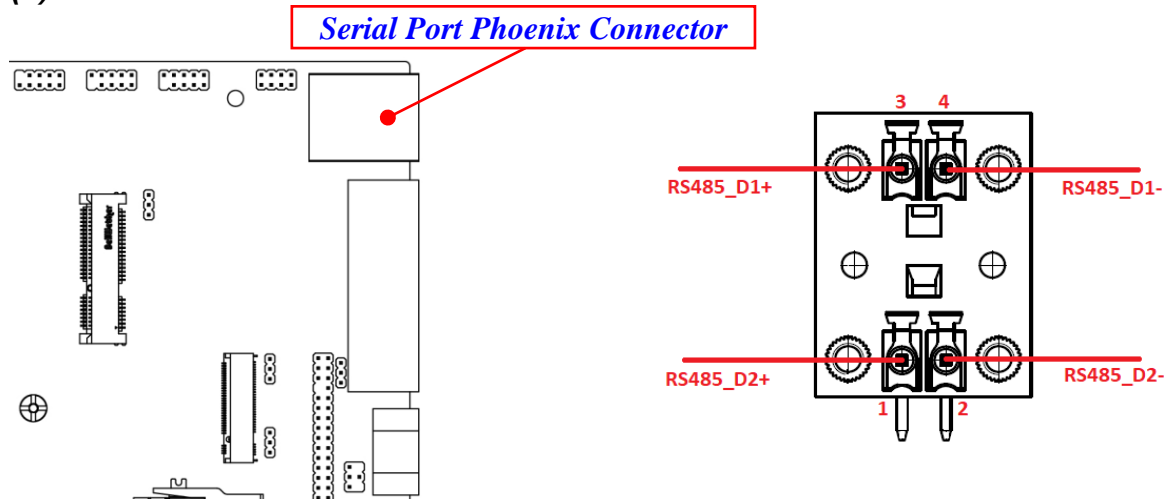 Serial Port Phoenix Connector
3 4
RS485_D1+
RS485_D1-
RS485_D2+
RS485_D2-
1
2